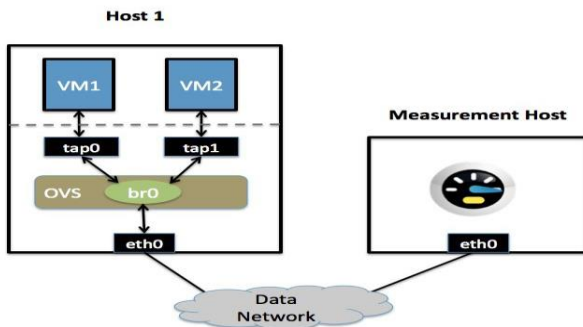 Host 1
VM1
VM2
Measurement Host
tap0
tap1
OVS
br0
eth0
eth0
Data
Network